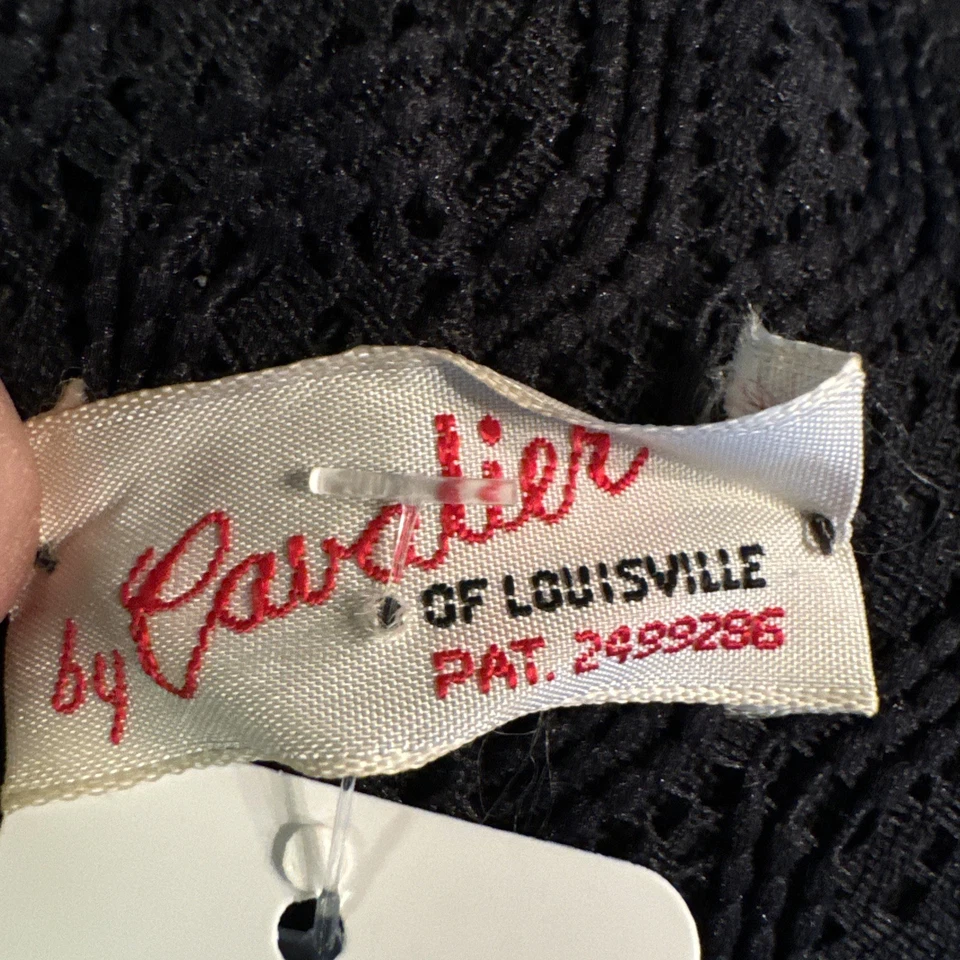 by Cavalier
OF LOUISVILLE
PAT. 2499286